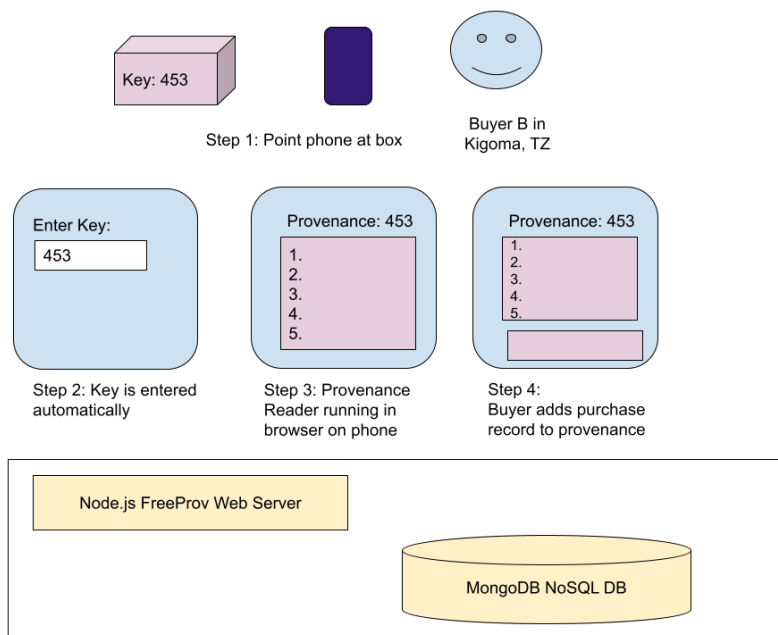 Key: 453
Step 1: Point phone at box
Buyer B in
Kigoma, TZ
Enter Key:
453
Step 2: Key is entered
automatically
Provenance: 453
1.
2.
3.
4.
5.
Step 3: Provenance
Reader running in
browser on phone
Provenance: 453
1.
2.
3.
4.
5.
Step 4:
Buyer adds purchase
record to provenance
Node.js FreeProv Web Server
MongoDB NoSQL DB